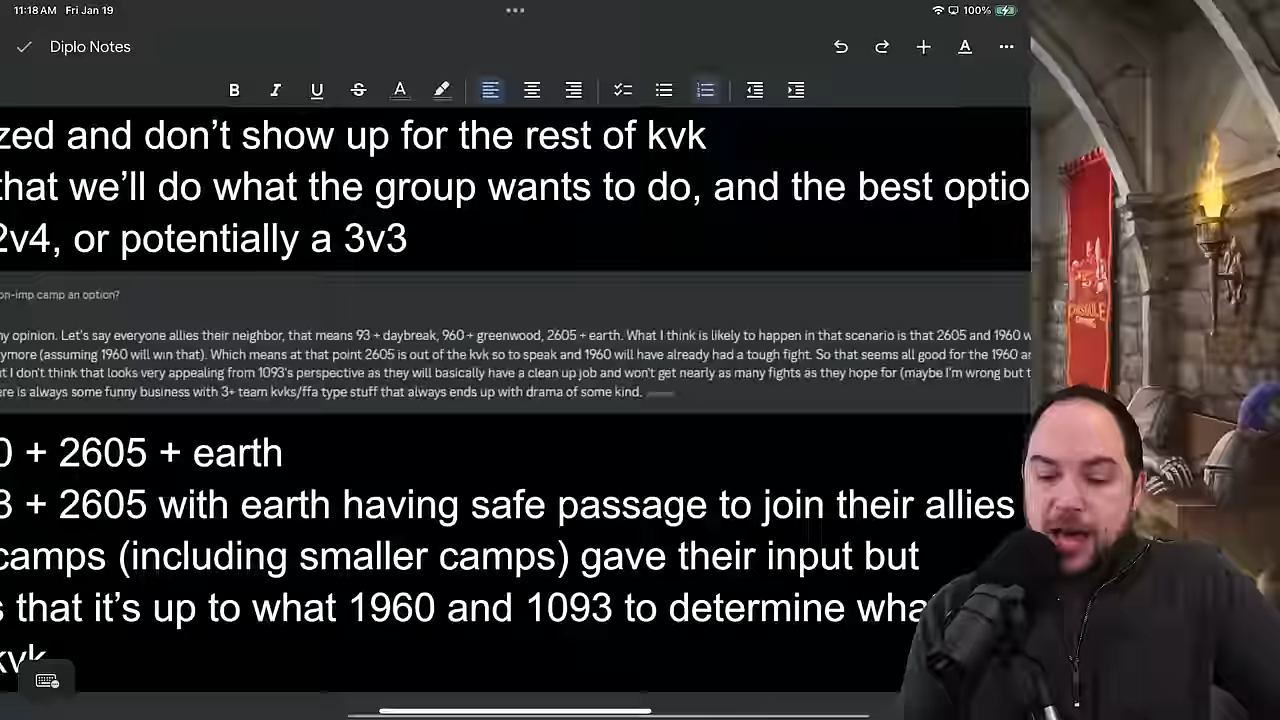 11:18 AM Fri Jan 19
100%
Diplo Notes
B I U S A
zed and don't show up for the rest of kvk
that we'll do what the group wants to do, and the best optio
2v4, or potentially a 3v3
on-imp camp an option?
ny opinion. Let's say everyone allies their neighbor, that means 93 + daybreak, 960 + greenwood, 2605 + earth. What I think is likely to happen in that scenario is that 2605 and 1960 w
ymore (assuming 1960 will win that). Which means at that point 2605 is out of the kvk so to speak and 1960 will have already had a tough fight. So that seems all good for the 1960 ar
ut I don't think that looks very appealing from 1093's perspective as they will basically have a clean up job and won't get nearly as many fights as they hope for (maybe I'm wrong but t
ere is always some funny business with 3+ team kvks/ffa type stuff that always ends up with drama of some kind.
0 + 2605 + earth
3 + 2605 with earth having safe passage to join their allies
camps (including smaller camps) gave their input but
s that it's up to what 1960 and 1093 to determine wha
kvk